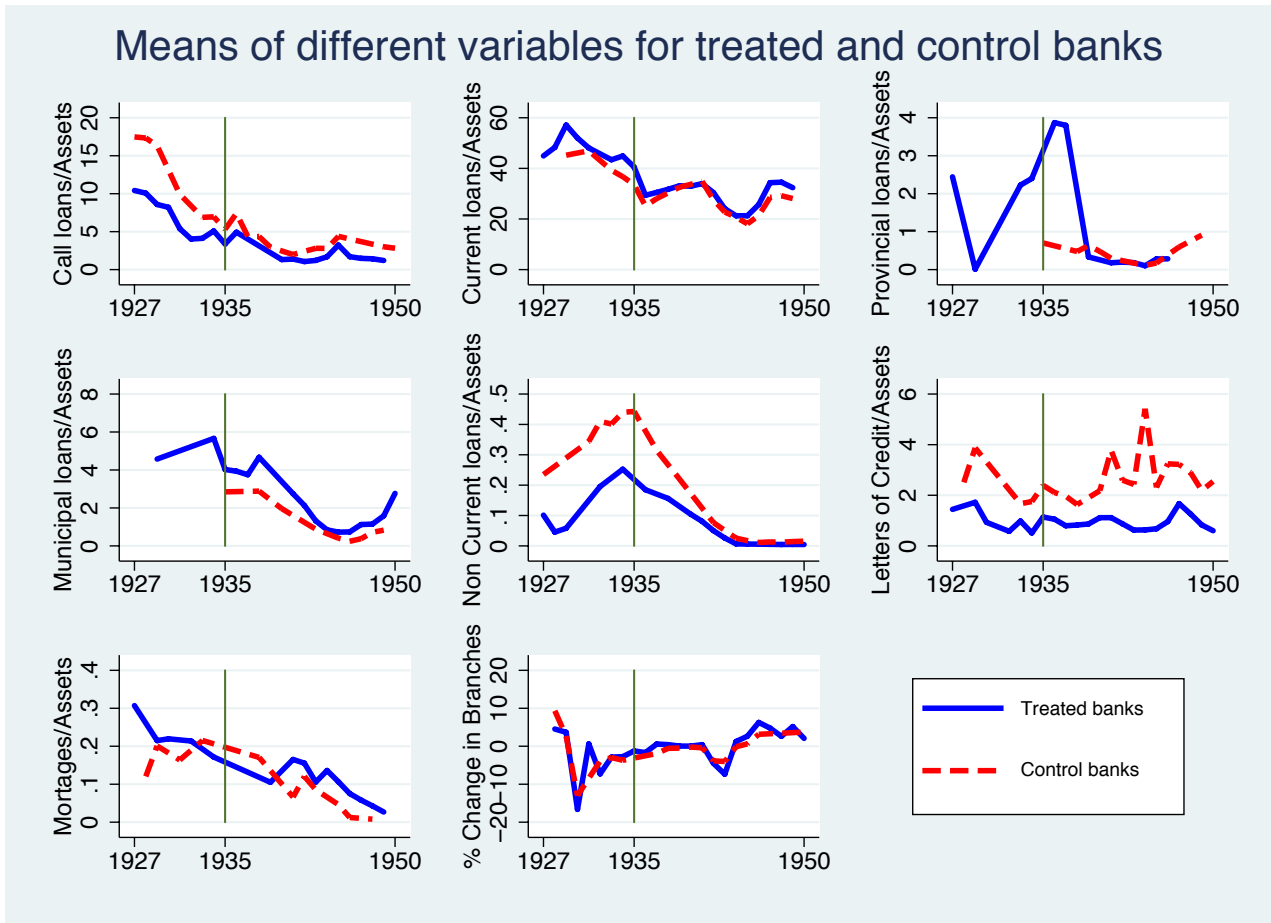 Means of different variables for treated and control banks
Call loans/Assets
0 5 10 15 20
1927 1935 1950
Current loans/Assets
0 20 40 60
1927 1935 1950
Provincial loans/Assets
0 1 2 3 4
1927 1935 1950
Municipal loans/Assets
0 2 4 6 8
1927 1935 1950
Non Current loans/Assets
0 .1 .2 .3 .4 .5
1927 1935 1950
Letters of Credit/Assets
0 2 4 6
1927 1935 1950
Mortages/Assets
0 .1 .2 .3 .4
1927 1935 1950
% Change in Branches
−20 −10 0 10 20
1927 1935 1950
Treated banks
Control banks